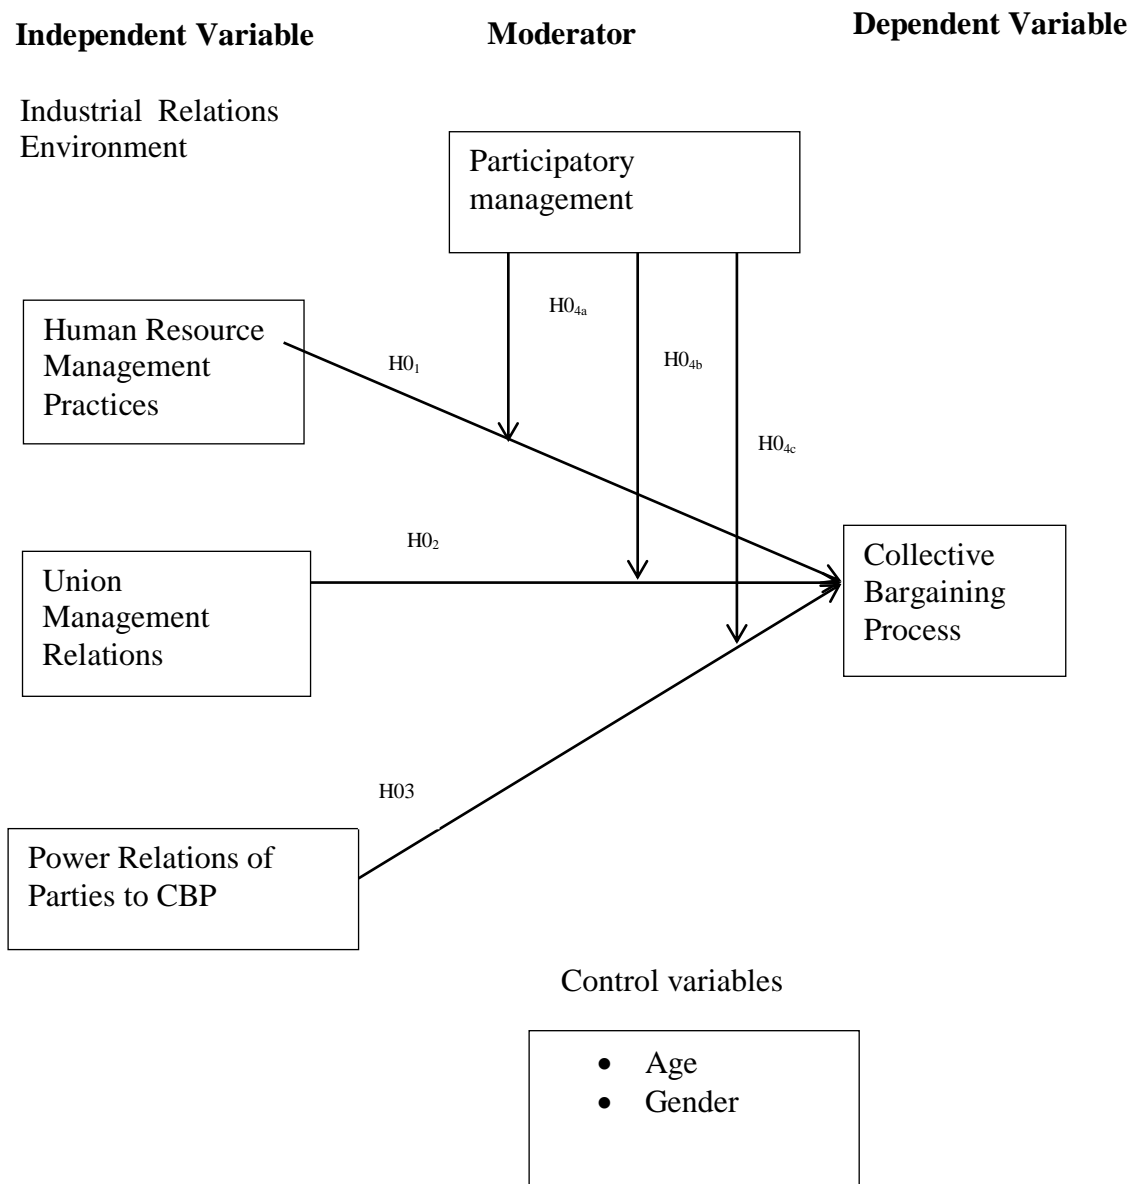 Independent Variable
Moderator
Dependent Variable
Industrial Relations
Environment
Participatory
management
Human Resource
Management
Practices
H0₁
H0₄ₐ
H0₄b
H0₄c
Union
Management
Relations
H0₂
Collective
Bargaining
Process
H03
Power Relations of
Parties to CBP
Control variables
• Age
• Gender